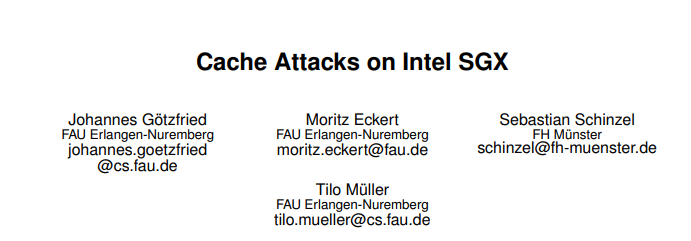 Cache Attacks on Intel SGX
Johannes Götzfried
FAU Erlangen-Nuremberg
johannes.goetzfried
@cs.fau.de
Moritz Eckert
FAU Erlangen-Nuremberg
moritz.eckert@fau.de
Sebastian Schinzel
FH Münster
schinzel@fh-muenster.de
Tilo Müller
FAU Erlangen-Nuremberg
tilo.mueller@cs.fau.de